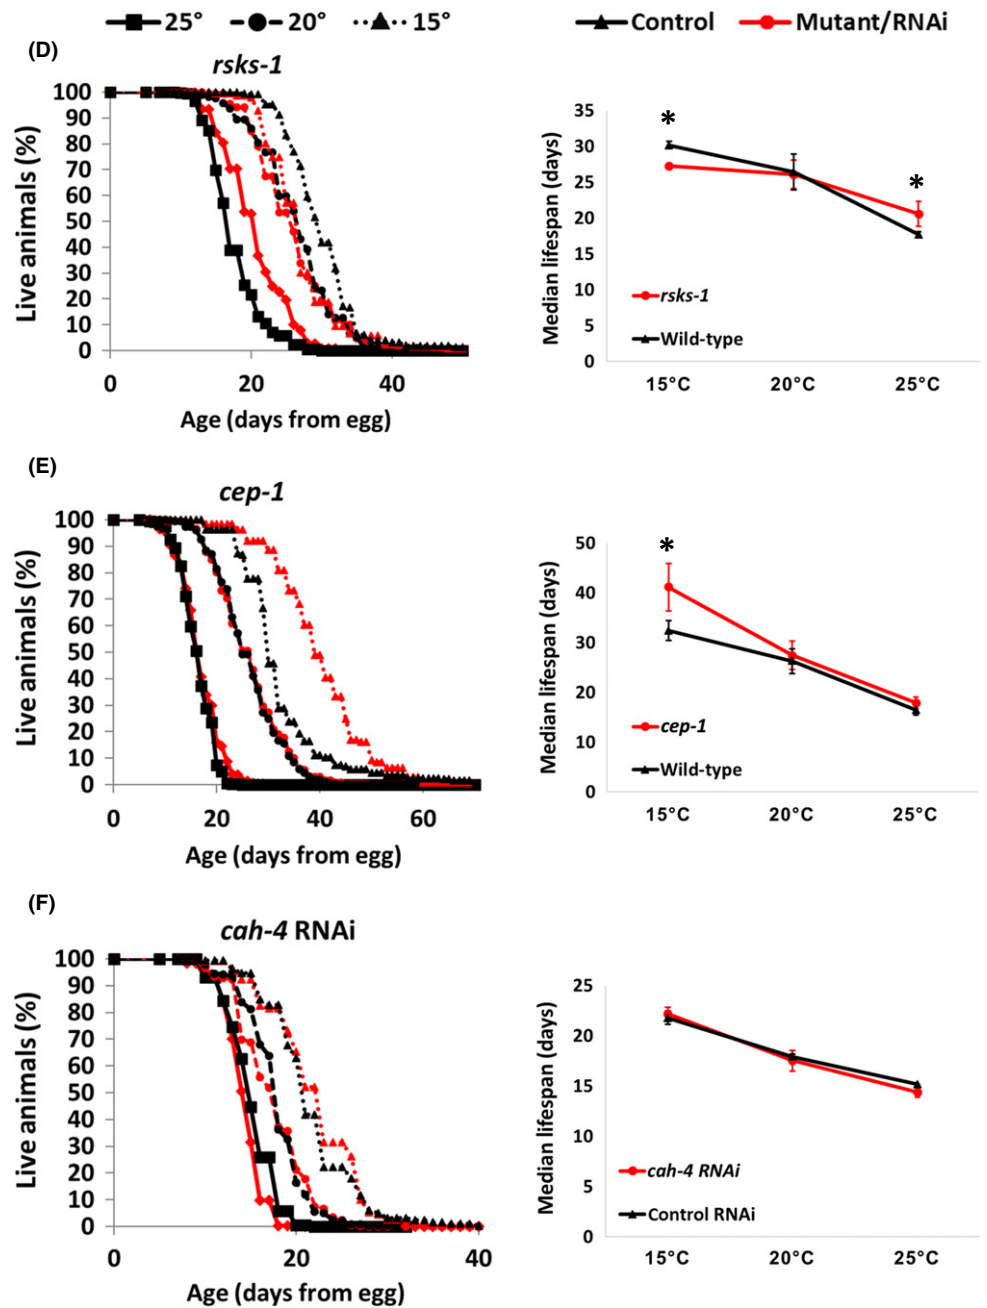 25° 20° 15° Control Mutant/RNAi
(D)
rsks-1
100
90
80
70
60
50
40
30
20
10
0
Live animals (%)
0 20 40
Age (days from egg)
35
30
25
20
15
10
5
0
Median lifespan (days)
* *
rsks-1
Wild-type
15°C 20°C 25°C
(E)
cep-1
100
90
80
70
60
50
40
30
20
10
0
Live animals (%)
0 20 40 60
Age (days from egg)
50
40
30
20
10
0
Median lifespan (days)
*
cep-1
Wild-type
15°C 20°C 25°C
(F)
cah-4 RNAi
100
90
80
70
60
50
40
30
20
10
0
Live animals (%)
0 20 40
Age (days from egg)
25
20
15
10
5
0
Median lifespan (days)
cah-4 RNAi
Control RNAi
15°C 20°C 25°C